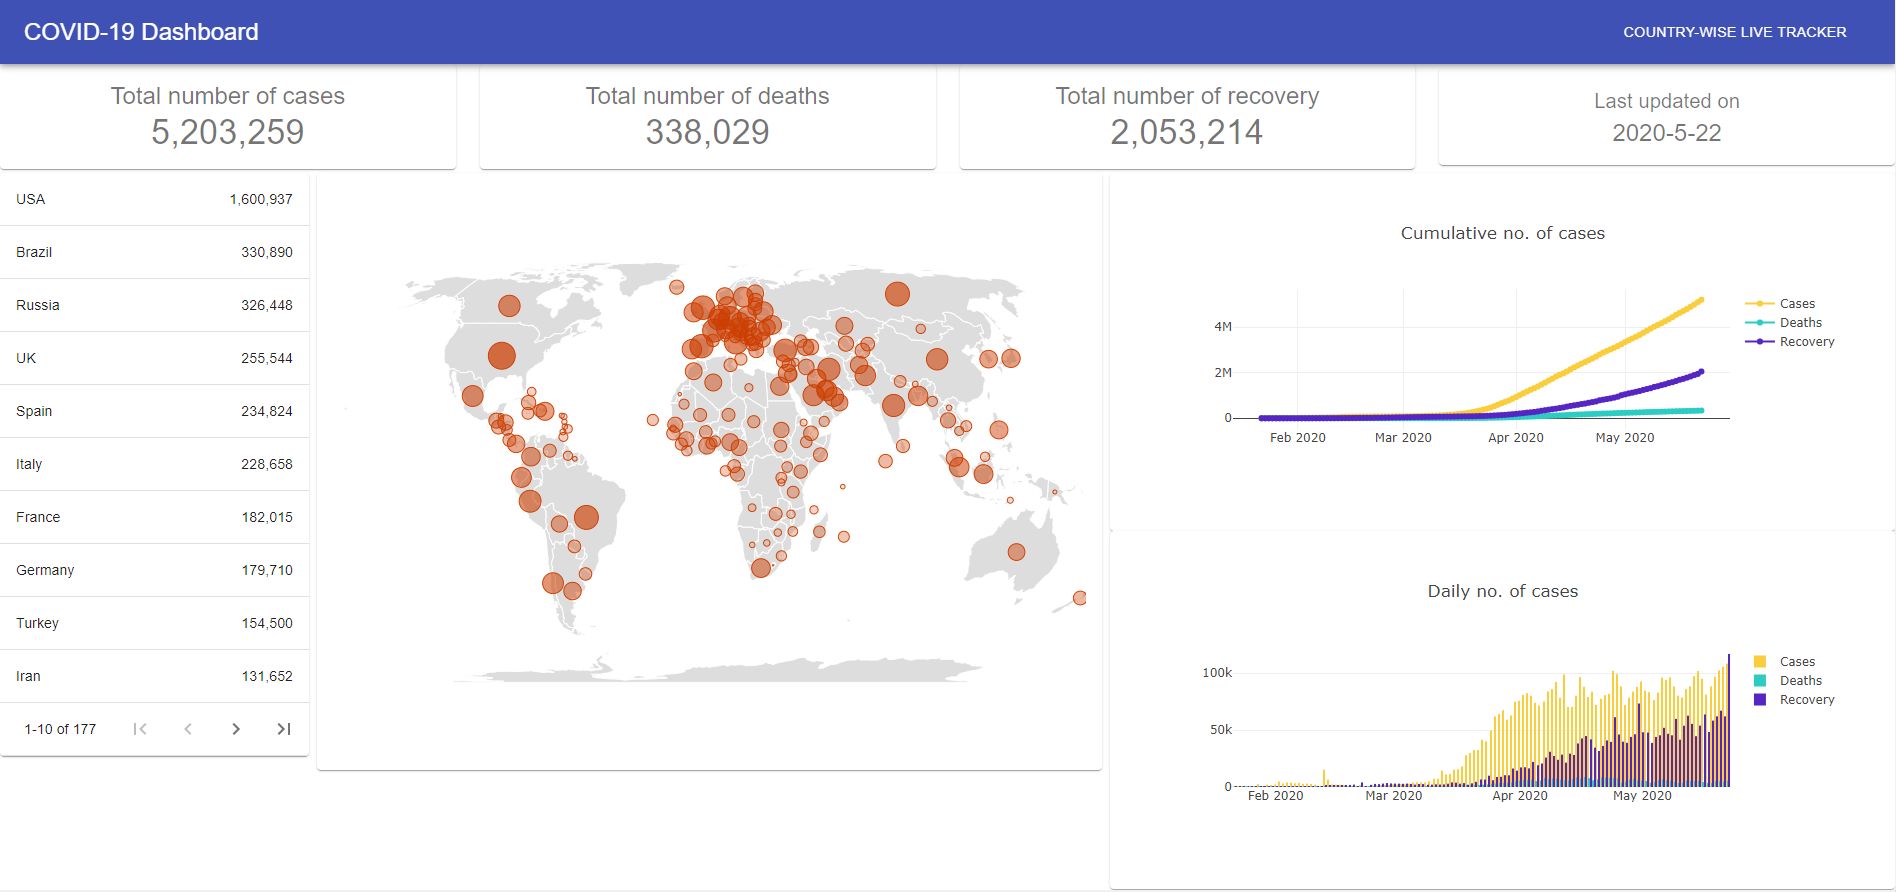 COVID-19 Dashboard
COUNTRY-WISE LIVE TRACKER
Total number of cases
5,203,259
Total number of deaths
338,029
Total number of recovery
2,053,214
Last updated on
2020-5-22
USA 1,600,937
Brazil 330,890
Russia 326,448
UK 255,544
Spain 234,824
Italy 228,658
France 182,015
Germany 179,710
Turkey 154,500
Iran 131,652
1-10 of 177
Cumulative no. of cases
4M
2M
0
Feb 2020 Mar 2020 Apr 2020 May 2020
Cases
Deaths
Recovery
Daily no. of cases
100k
50k
0
Feb 2020 Mar 2020 Apr 2020 May 2020
Cases
Deaths
Recovery